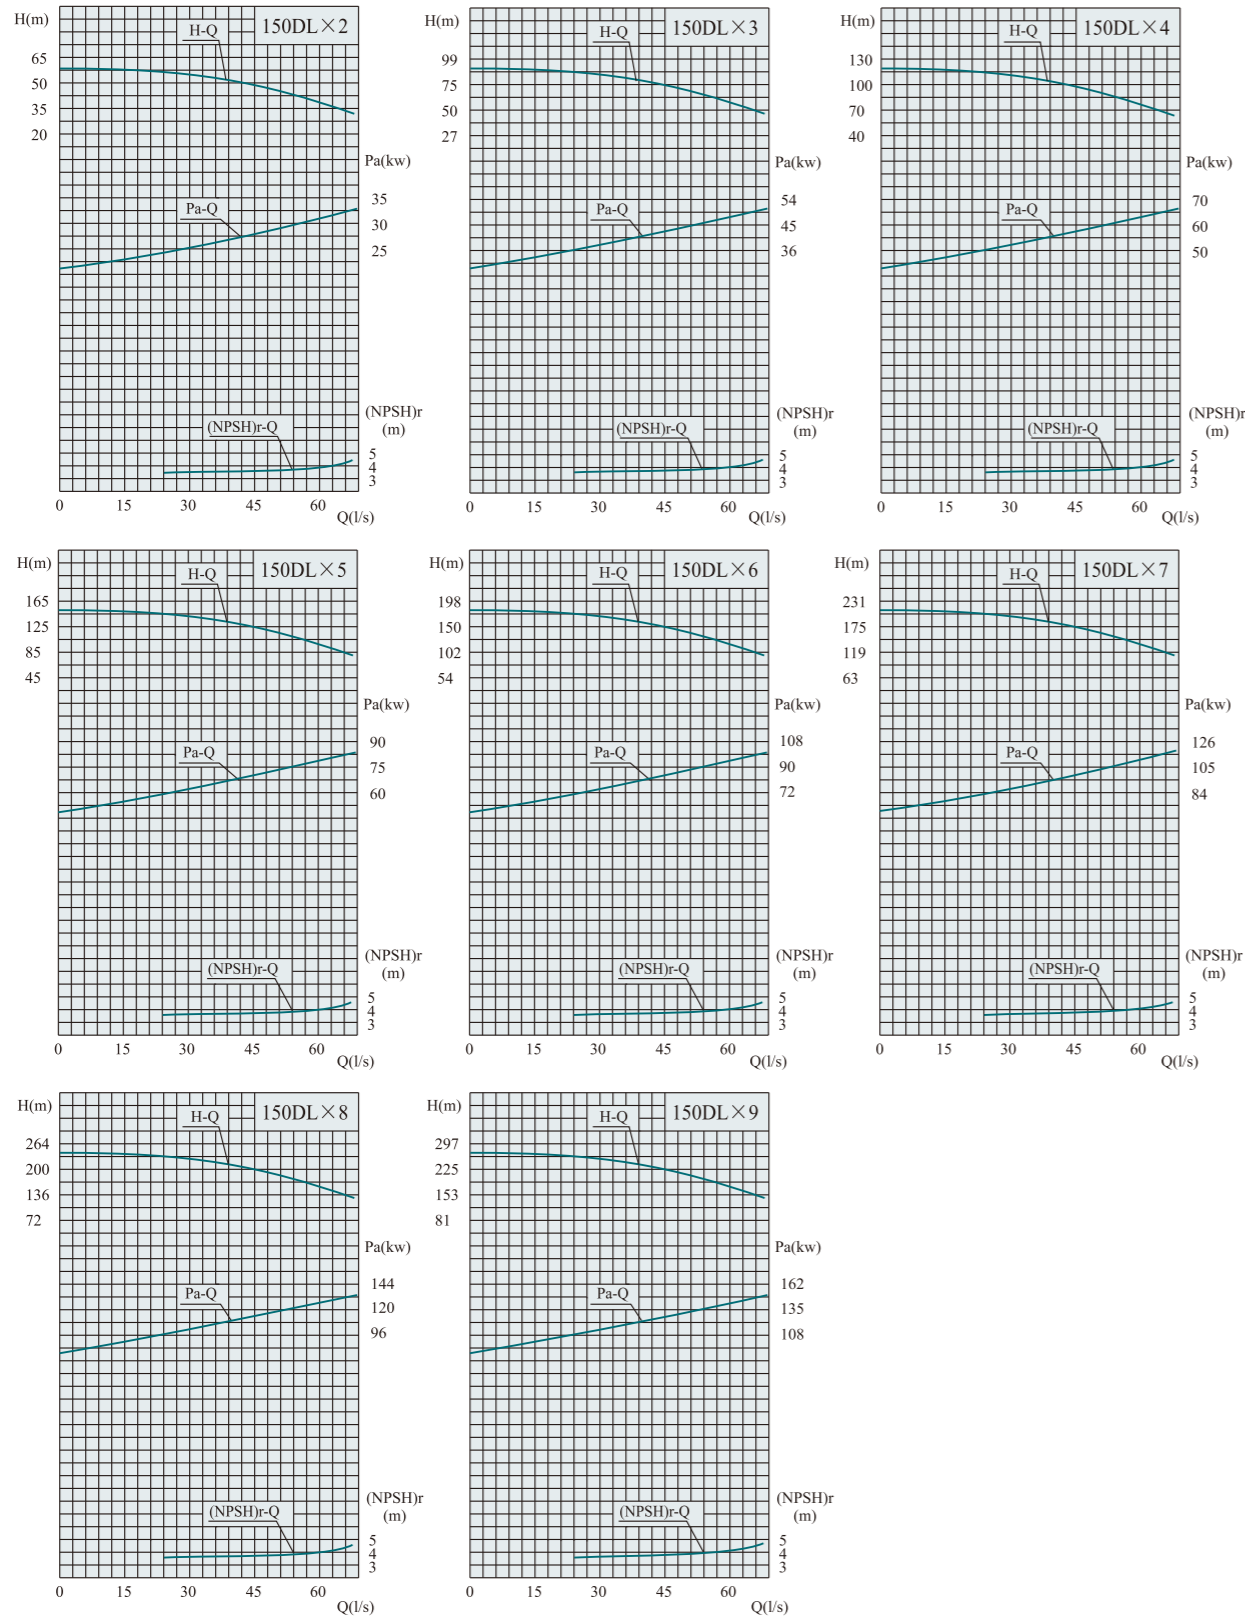 H(m)
H-Q
150DL×2
65
50
35
20
Pa(kw)
Pa-Q
35
30
25
(NPSH)r
(m)
(NPSH)r-Q
5
4
3
0 15 30 45 60
Q(l/s)
H(m)
H-Q
150DL×3
99
75
50
27
Pa(kw)
Pa-Q
54
45
36
(NPSH)r
(m)
(NPSH)r-Q
5
4
3
0 15 30 45 60
Q(l/s)
H(m)
H-Q
150DL×4
130
100
70
40
Pa(kw)
Pa-Q
70
60
50
(NPSH)r
(m)
(NPSH)r-Q
5
4
3
0 15 30 45 60
Q(l/s)
H(m)
H-Q
150DL×5
165
125
85
45
Pa(kw)
Pa-Q
90
75
60
(NPSH)r
(m)
(NPSH)r-Q
5
4
3
0 15 30 45 60
Q(l/s)
H(m)
H-Q
150DL×6
198
150
102
54
Pa(kw)
Pa-Q
108
90
72
(NPSH)r
(m)
(NPSH)r-Q
5
4
3
0 15 30 45 60
Q(l/s)
H(m)
H-Q
150DL×7
231
175
119
63
Pa(kw)
Pa-Q
126
105
84
(NPSH)r
(m)
(NPSH)r-Q
5
4
3
0 15 30 45 60
Q(l/s)
H(m)
H-Q
150DL×8
264
200
136
72
Pa(kw)
Pa-Q
144
120
96
(NPSH)r
(m)
(NPSH)r-Q
5
4
3
0 15 30 45 60
Q(l/s)
H(m)
H-Q
150DL×9
297
225
153
81
Pa(kw)
Pa-Q
162
135
108
(NPSH)r
(m)
(NPSH)r-Q
5
4
3
0 15 30 45 60
Q(l/s)